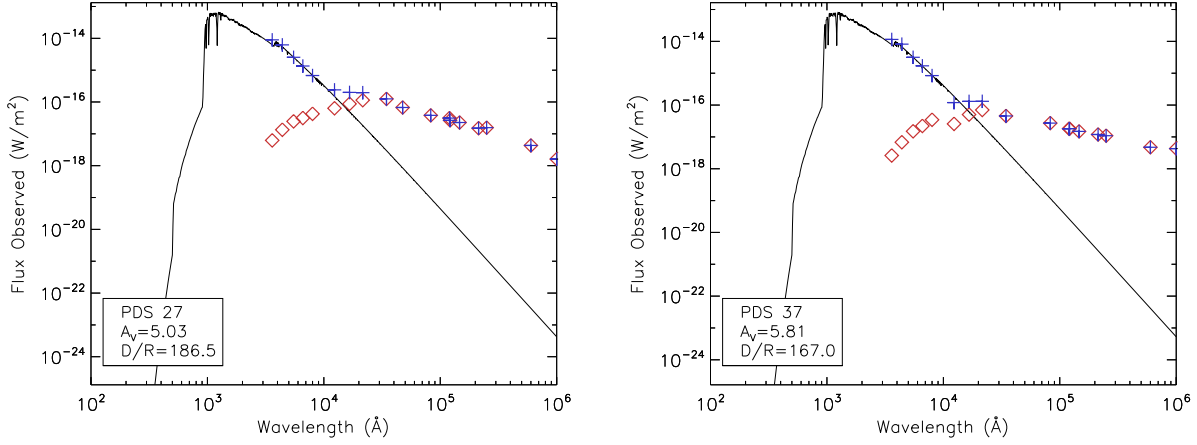 10^-14
10^-16
10^-18
10^-20
10^-22
10^-24
Flux Observed (W/m^2)
PDS 27
A_v=5.03
D/R=186.5
10^2 10^3 10^4 10^5 10^6
Wavelength (Å)
10^-14
10^-16
10^-18
10^-20
10^-22
10^-24
Flux Observed (W/m^2)
PDS 37
A_v=5.81
D/R=167.0
10^2 10^3 10^4 10^5 10^6
Wavelength (Å)